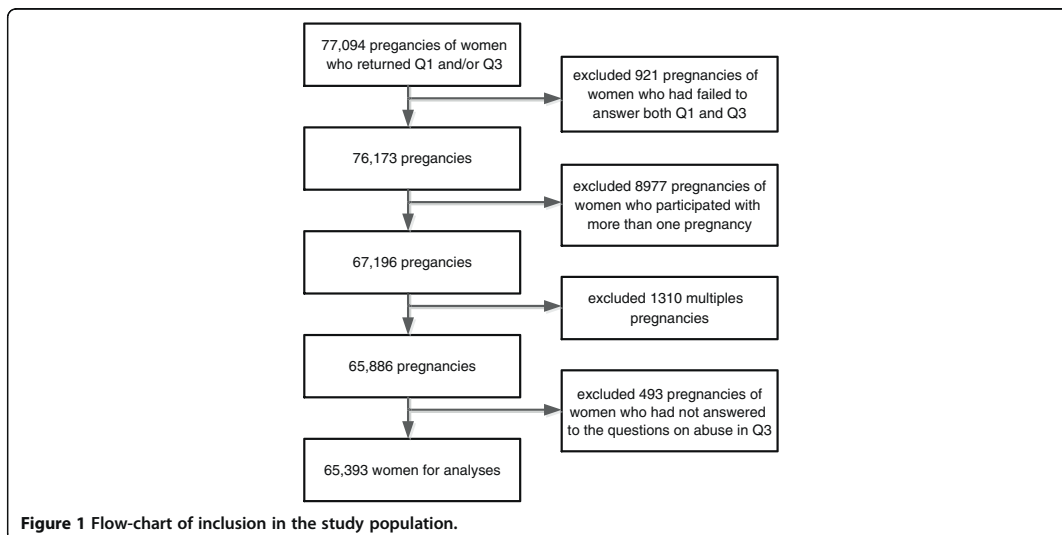 77,094 pregancies of women
who returned Q1 and/or Q3
excluded 921 pregnancies of
women who had failed to
answer both Q1 and Q3
76,173 pregancies
excluded 8977 pregnancies of
women who participated with
more than one pregnancy
67,196 pregancies
excluded 1310 multiples
pregnancies
65,886 pregnancies
excluded 493 pregnancies of
women who had not answered
to the questions on abuse in Q3
65,393 women for analyses
Figure 1 Flow-chart of inclusion in the study population.